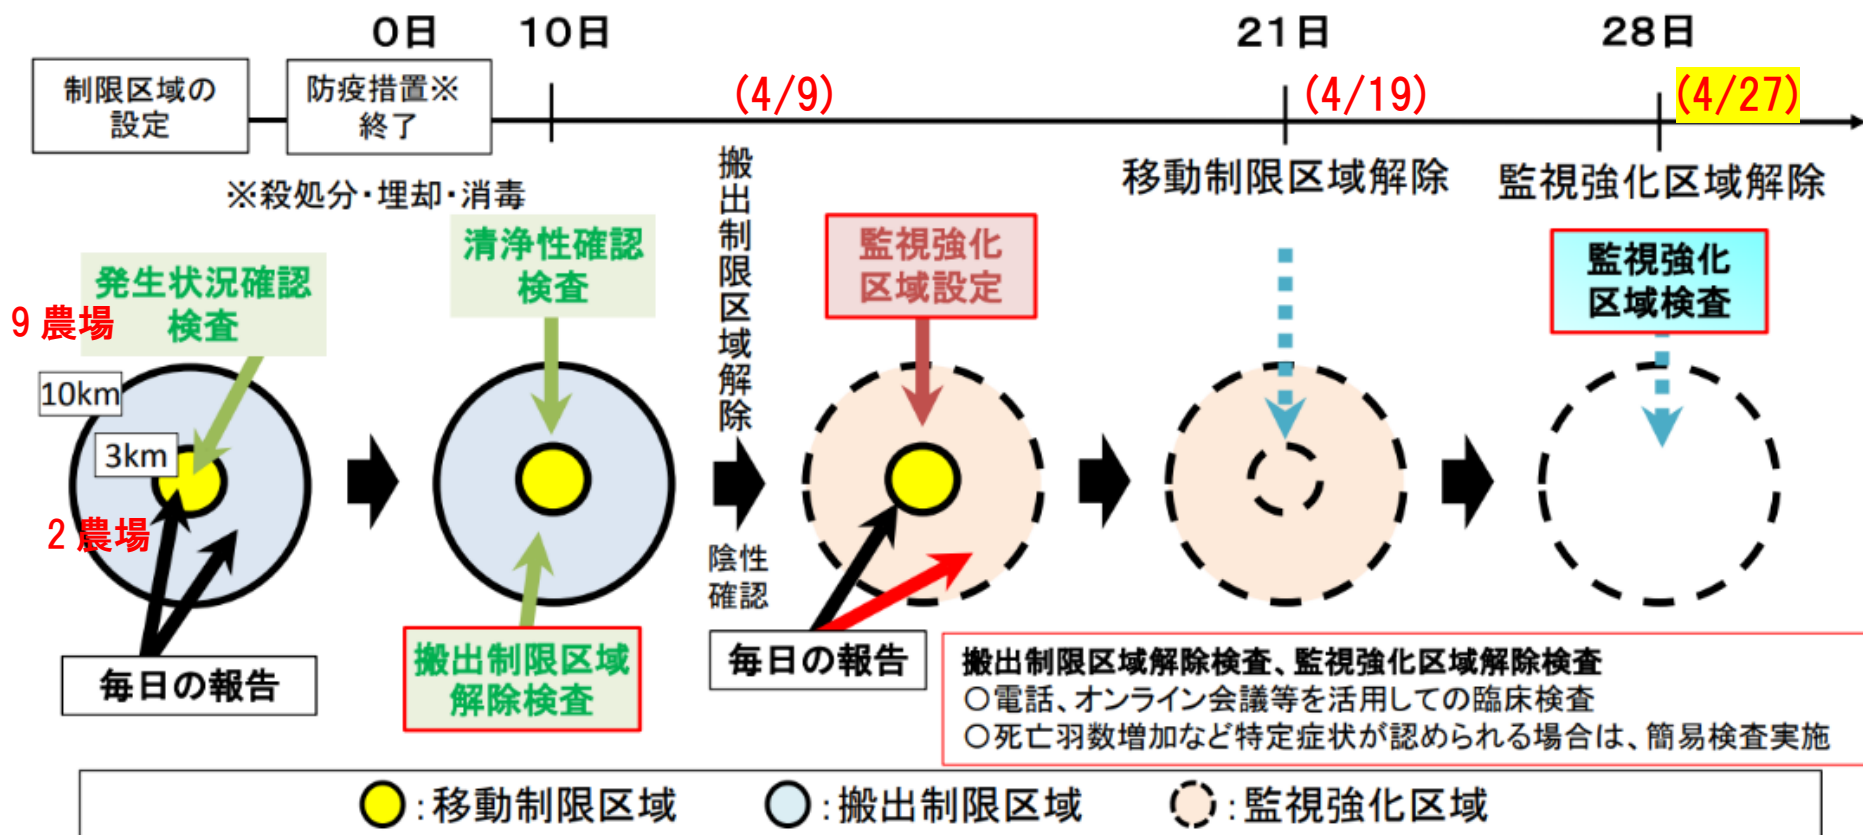 0日
10日
21日
28日
制限区域の
設定
防疫措置※
終了
(4/9)
(4/19)
(4/27)
※殺処分・埋却・消毒
搬出制限区域解除
移動制限区域解除
監視強化区域解除
発生状況確認
検査
清浄性確認
検査
監視強化
区域設定
監視強化
区域検査
9農場
10km
3km
2農場
陰性
確認
毎日の報告
搬出制限区域
解除検査
毎日の報告
搬出制限区域解除検査、監視強化区域解除検査
○電話、オンライン会議等を活用しての臨床検査
○死亡羽数増加など特定症状が認められる場合は、簡易検査実施
:移動制限区域
:搬出制限区域
:監視強化区域